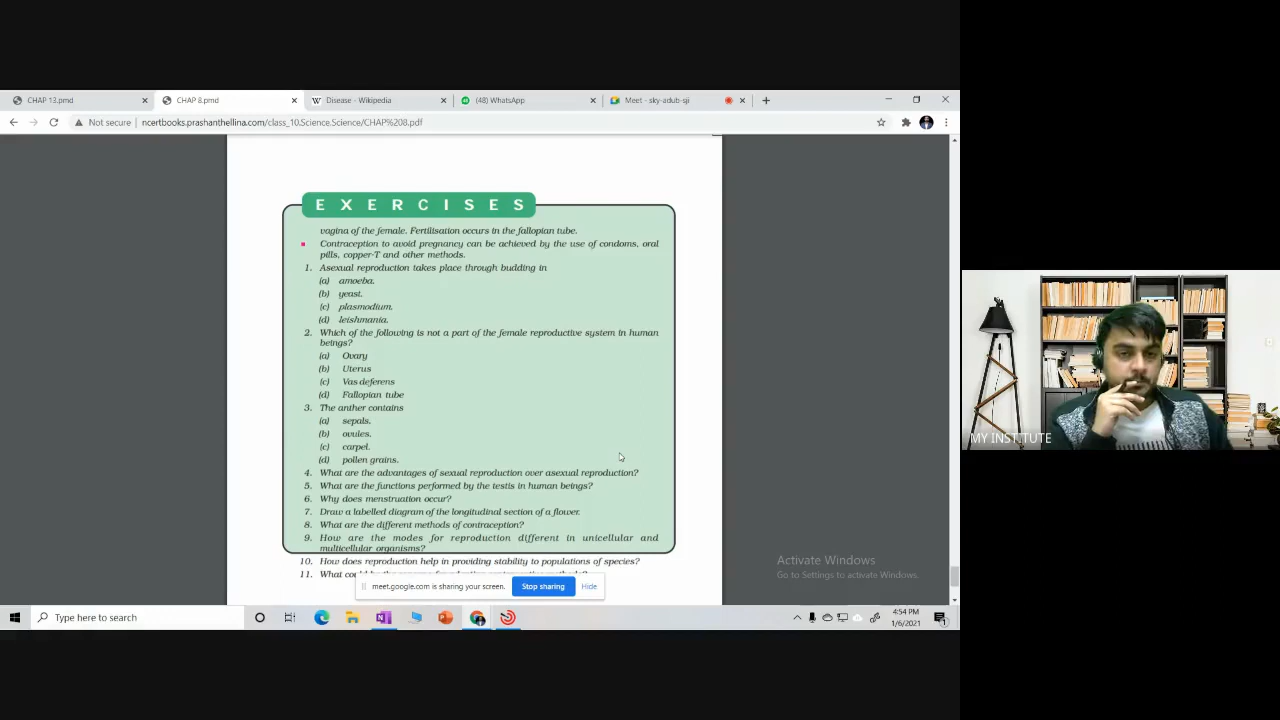 CHAP 13.pmd
CHAP 8.pmd
Disease - Wikipedia
(48) WhatsApp
Meet - sky-adub-sji
Not secure
ncertbooks.prashanthellina.com/class_10.Science.Science/CHAP%208.pdf
EXERCISES
vagina of the female. Fertilisation occurs in the fallopian tube.
Contraception to avoid pregnancy can be achieved by the use of condoms, oral
pills, copper-T and other methods.
1. Asexual reproduction takes place through budding in
(a) amoeba.
(b) yeast.
(c) plasmodium.
(d) leishmania.
2. Which of the following is not a part of the female reproductive system in human
beings?
(a) Ovary
(b) Uterus
(c) Vas deferens
(d) Fallopian tube
3. The anther contains
(a) sepals.
(b) ovules.
(c) carpel.
(d) pollen grains.
4. What are the advantages of sexual reproduction over asexual reproduction?
5. What are the functions performed by the testis in human beings?
6. Why does menstruation occur?
7. Draw a labelled diagram of the longitudinal section of a flower.
8. What are the different methods of contraception?
9. How are the modes for reproduction different in unicellular and
multicellular organisms?
10. How does reproduction help in providing stability to populations of species?
11. What
meet.google.com is sharing your screen.
Stop sharing
Hide
Activate Windows
Go to Settings to activate Windows.
Type here to search
4:54 PM
1/6/2021
MY INSTITUTE